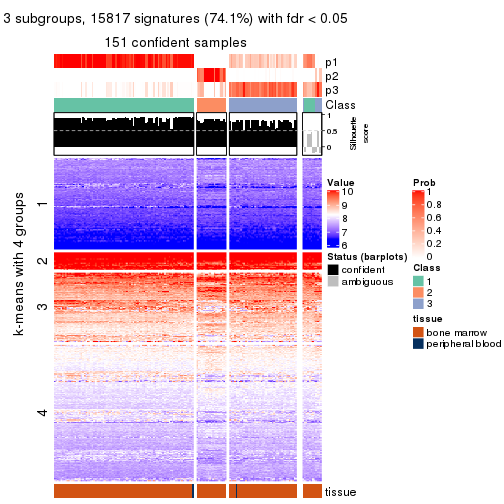 3 subgroups, 15817 signatures (74.1%) with fdr < 0.05
151 confident samples
p1
p2
p3
Class
1
0.5
0
Silhouette
score
k-means with 4 groups
1
2
3
4
Value
10
9
8
7
6
Status (barplots)
confident
ambiguous
Prob
1
0.8
0.6
0.4
0.2
0
Class
1
2
3
tissue
bone marrow
peripheral blood
tissue